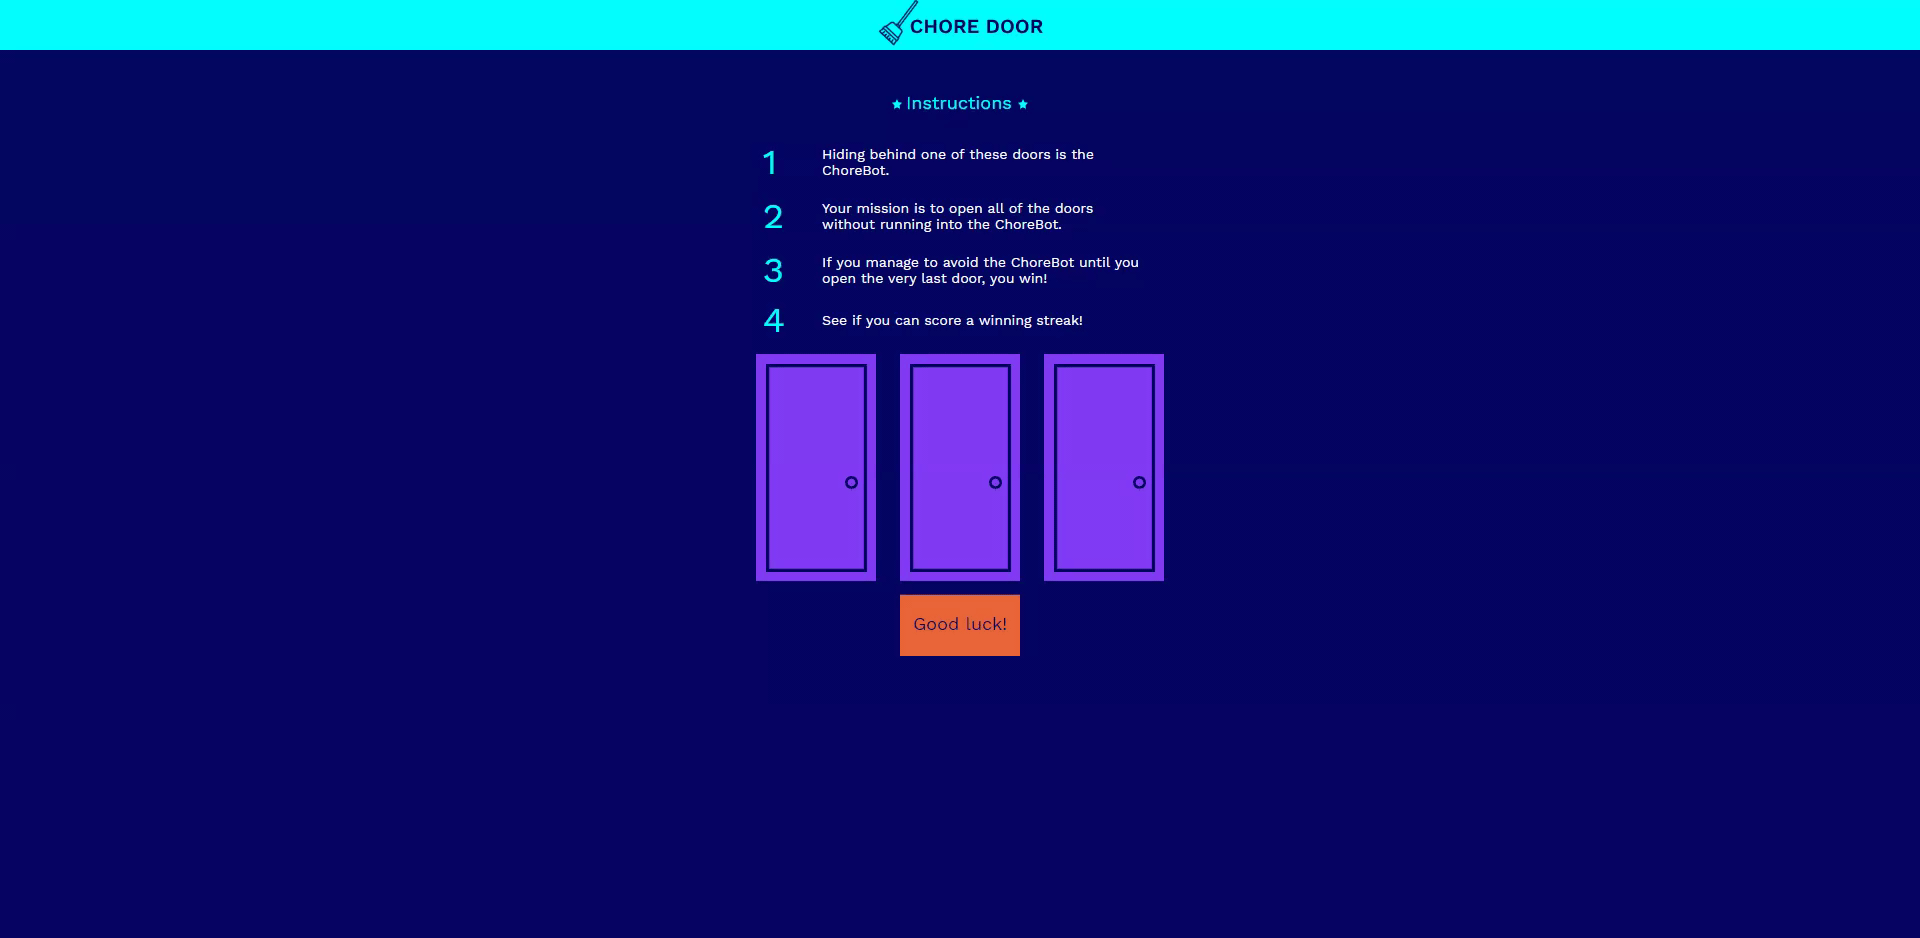 CHORE DOOR
Instructions
1
Hiding behind one of these doors is the
ChoreBot.
2
Your mission is to open all of the doors
without running into the ChoreBot.
3
If you manage to avoid the ChoreBot until you
open the very last door, you win!
4
See if you can score a winning streak!
Good luck!